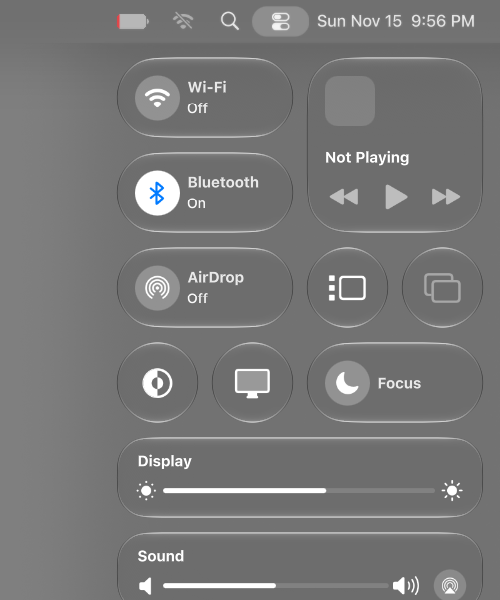 Sun Nov 15 9:56 PM
Wi-Fi
Off
Not Playing
Bluetooth
On
AirDrop
Off
Focus
Display
Sound